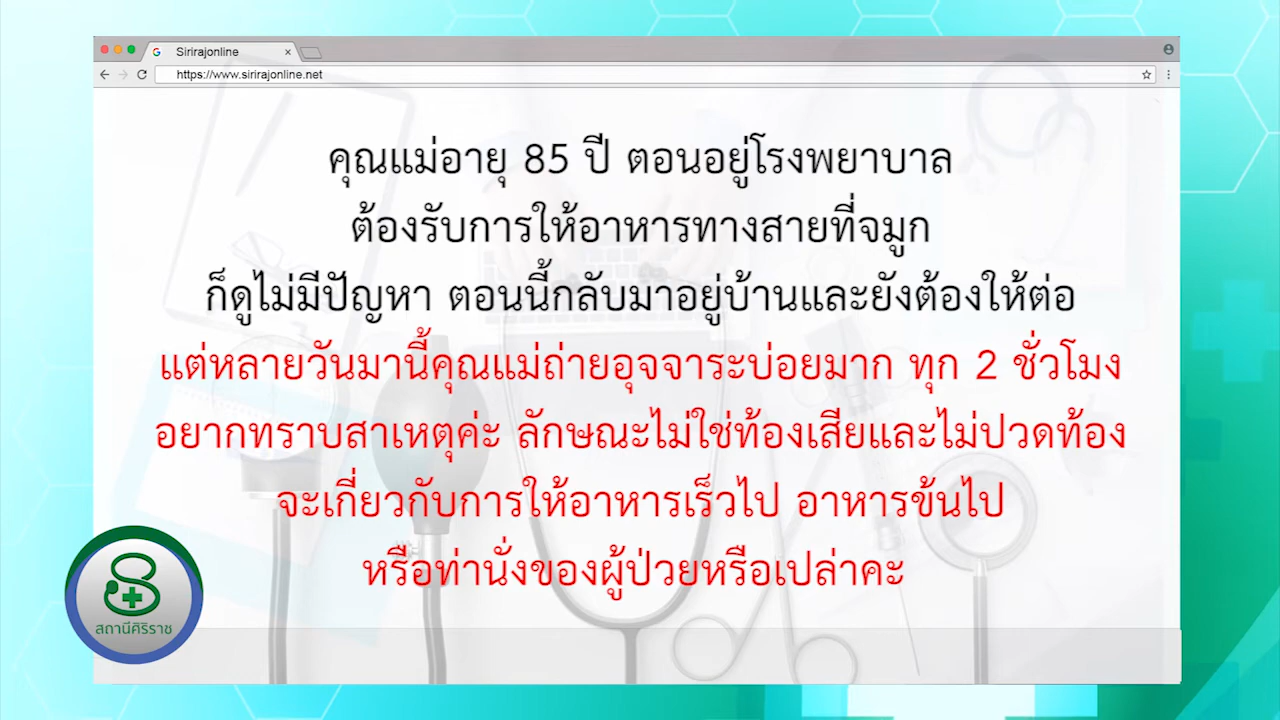 Sirirajonline
https://www.sirirajonline.net
คุณแม่อายุ 85 ปี ตอนอยู่โรงพยาบาล
ต้องรับการให้อาหารทางสายที่จมูก
ก็ดูไม่มีปัญหา ตอนนี้กลับมาอยู่บ้านและยังต้องให้ต่อ
แต่หลายวันมานี้คุณแม่ถ่ายอุจจาระบ่อยมาก ทุก 2 ชั่วโมง
อยากทราบสาเหตุค่ะ ลักษณะไม่ใช่ท้องเสียและไม่ปวดท้อง
จะเกี่ยวกับการให้อาหารเร็วไป อาหารข้นไป
หรือท่านั่งของผู้ป่วยหรือเปล่าคะ
สถานีศิริราช